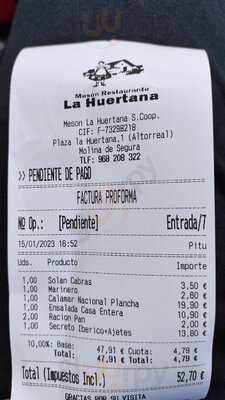 Mesón Restaurante
La Huertana
Meson La Huertana S.Coop.
CIF: F-73288218
Plaza la Huertana,1 (Altorreal)
Molina de Segura
TLF: 968 208 322
>> PENDIENTE DE PAGO
FACTURA PROFORMA
Nº Op.: [Pendiente] Entrada/7
15/01/2023 16:52 Pitu
Uds. Producto Importe
1,00 Solan Cabras 3,50 €
1,00 Marinero 2,60 €
1,00 Calamar Nacional Plancha 19,90 €
1,00 Ensalada Casa Entera 10,90 €
2,00 Racion Pan 2,00 €
1,00 Secreto Iberico+Ajetes 13,80 €
10,00% Base: 47,91 € Cuota: 4,79 €
Total: 47,91 € Total: 4,79 €
Total (Impuestos Incl.) 52,70 €
GRACIAS POR SU VISITA